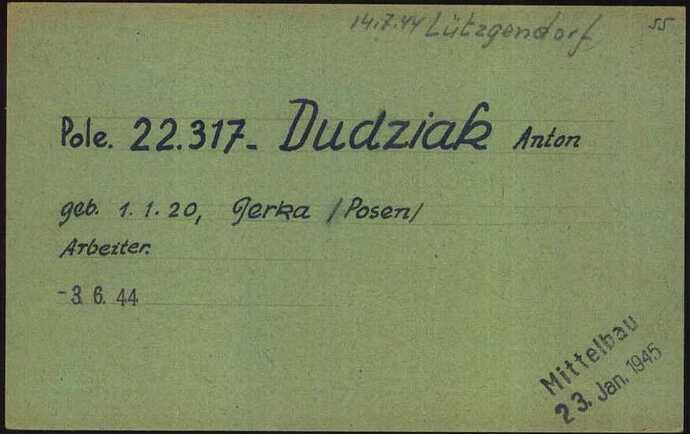 14.7.44 Lützgendorf 55
Pole. 22.317- Dudziak Anton
geb. 1.1.20, Jerka /Posen/
Arbeiter.
-3. 6. 44
Mittelbau
23. Jan. 1945